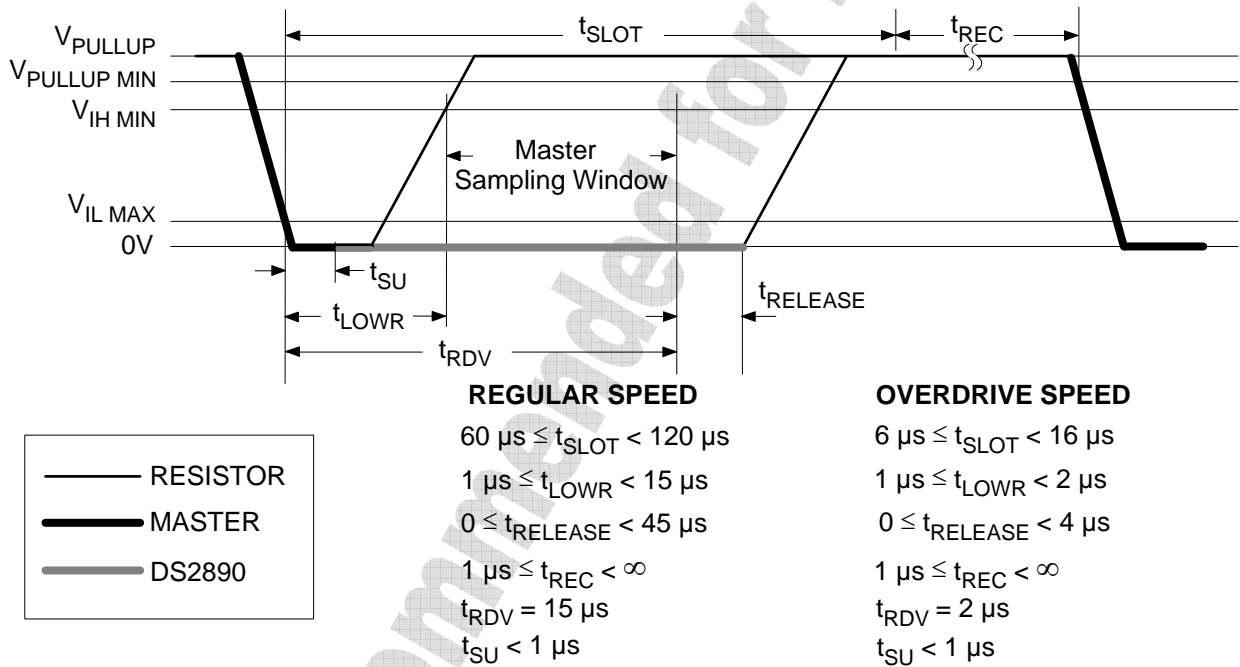 V_PULLUP
V_PULLUP MIN
V_IH MIN
V_IL MAX
0V
t_SLOT
t_REC
Master
Sampling Window
t_SU
t_LOWR
t_RDV
t_RELEASE
RESISTOR
MASTER
DS2890
REGULAR SPEED
60 µs ≤ t_SLOT < 120 µs
1 µs ≤ t_LOWR < 15 µs
0 ≤ t_RELEASE < 45 µs
1 µs ≤ t_REC < ∞
t_RDV = 15 µs
t_SU < 1 µs
OVERDRIVE SPEED
6 µs ≤ t_SLOT < 16 µs
1 µs ≤ t_LOWR < 2 µs
0 ≤ t_RELEASE < 4 µs
1 µs ≤ t_REC < ∞
t_RDV = 2 µs
t_SU < 1 µs
ommended for